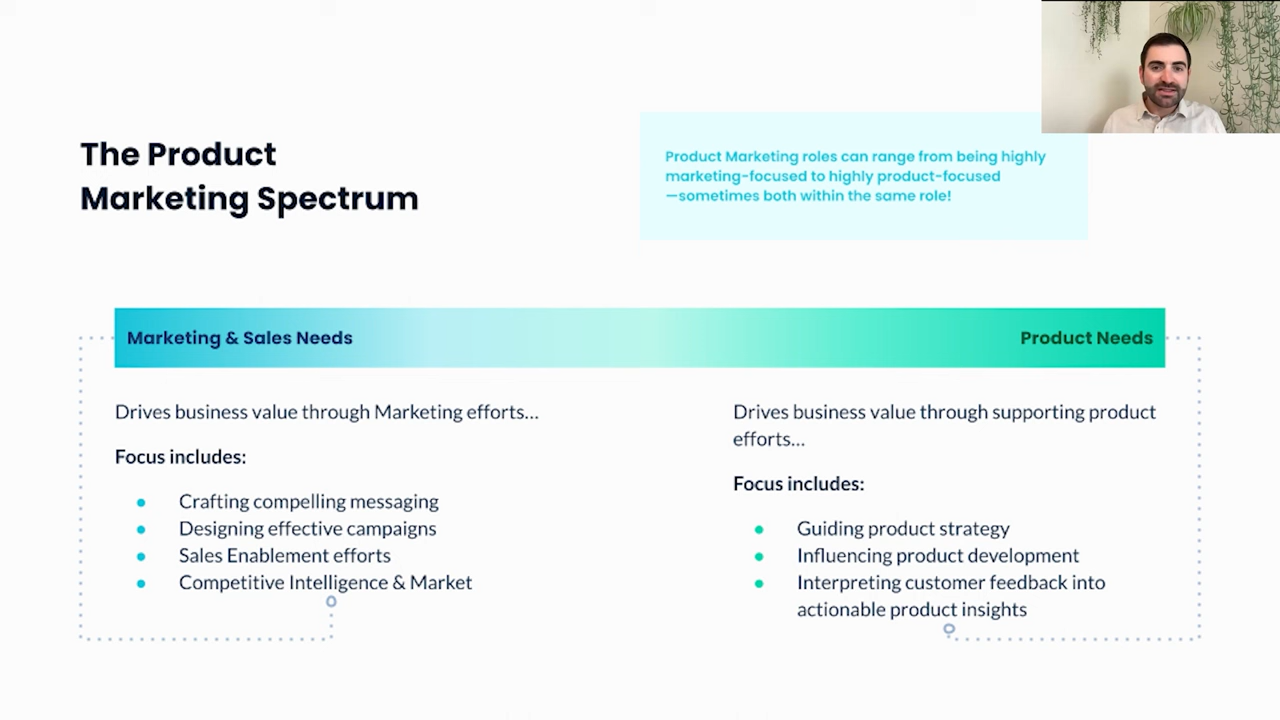 The Product
Marketing Spectrum
Product Marketing roles can range from being highly
marketing-focused to highly product-focused
—sometimes both within the same role!
Marketing & Sales Needs
Product Needs
Drives business value through Marketing efforts...
Focus includes:
Crafting compelling messaging
Designing effective campaigns
Sales Enablement efforts
Competitive Intelligence & Market
Drives business value through supporting product
efforts...
Focus includes:
Guiding product strategy
Influencing product development
Interpreting customer feedback into
actionable product insights